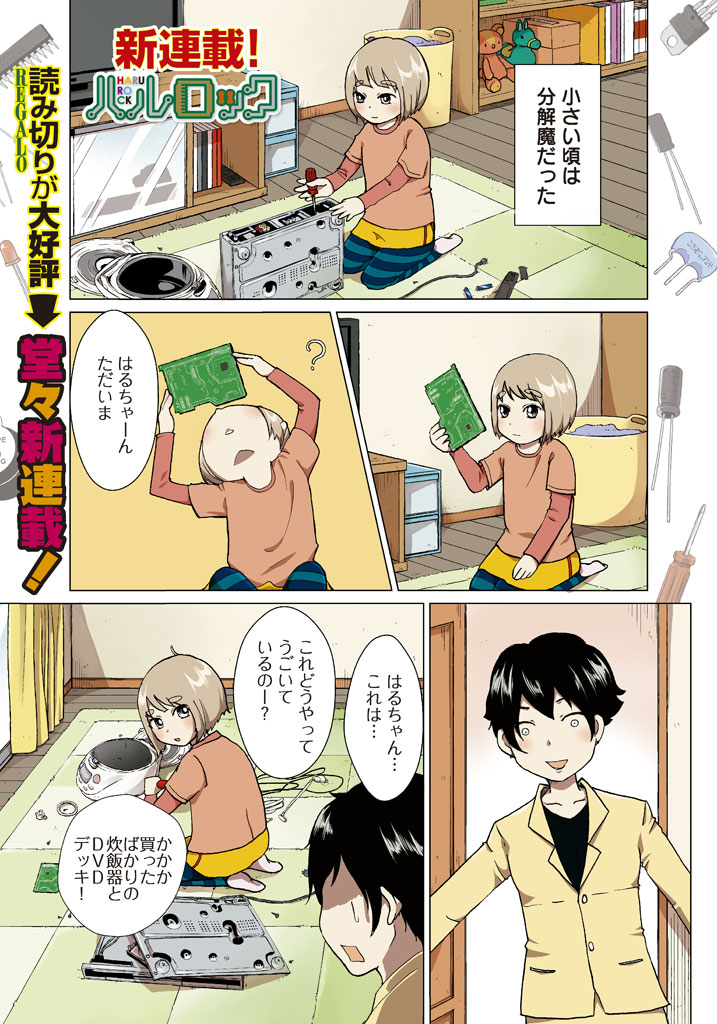 新連載!
HARU
ROCK
ハルロック
読み切りが大好評
REGALO
堂々新連載!
小さい頃は
分解魔だった
?
はるちゃーん
ただいま
はるちゃん…
これは…
これどうやって
うごいて
いるのー?
かかか
買った
ばかりの
炊飯器と
DVD
デッキ!